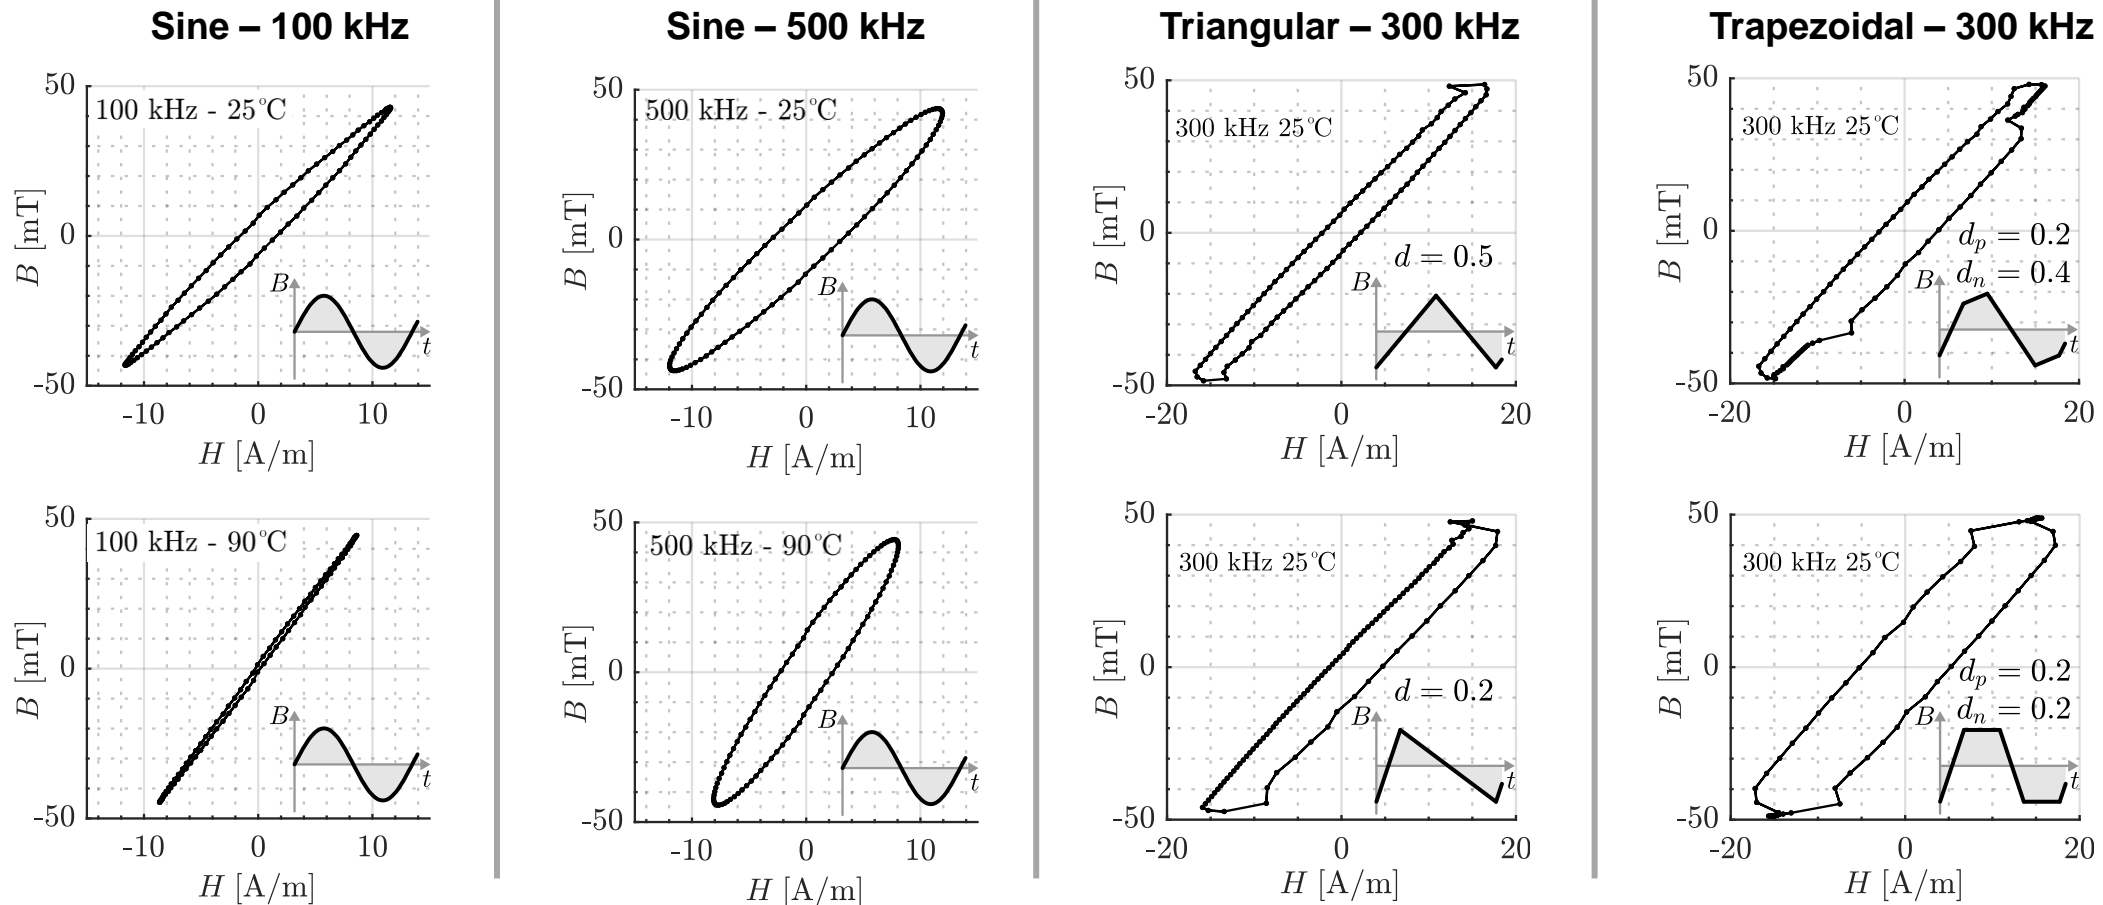 Sine – 100 kHz
Sine – 500 kHz
Triangular – 300 kHz
Trapezoidal – 300 kHz
50
100 kHz - 25°C
0
B [mT]
B
t
-50
-10
0
10
H [A/m]
50
500 kHz - 25°C
0
B [mT]
B
t
-50
-10
0
10
H [A/m]
50
300 kHz 25°C
0
B [mT]
d = 0.5
B
t
-50
-20
0
20
H [A/m]
50
300 kHz 25°C
0
B [mT]
dₚ = 0.2
dₙ = 0.4
B
t
-50
-20
0
20
H [A/m]
50
100 kHz - 90°C
0
B [mT]
B
t
-50
-10
0
10
H [A/m]
50
500 kHz - 90°C
0
B [mT]
B
t
-50
-10
0
10
H [A/m]
50
300 kHz 25°C
0
B [mT]
d = 0.2
B
t
-50
-20
0
20
H [A/m]
50
300 kHz 25°C
0
B [mT]
dₚ = 0.2
dₙ = 0.2
B
t
-50
-20
0
20
H [A/m]